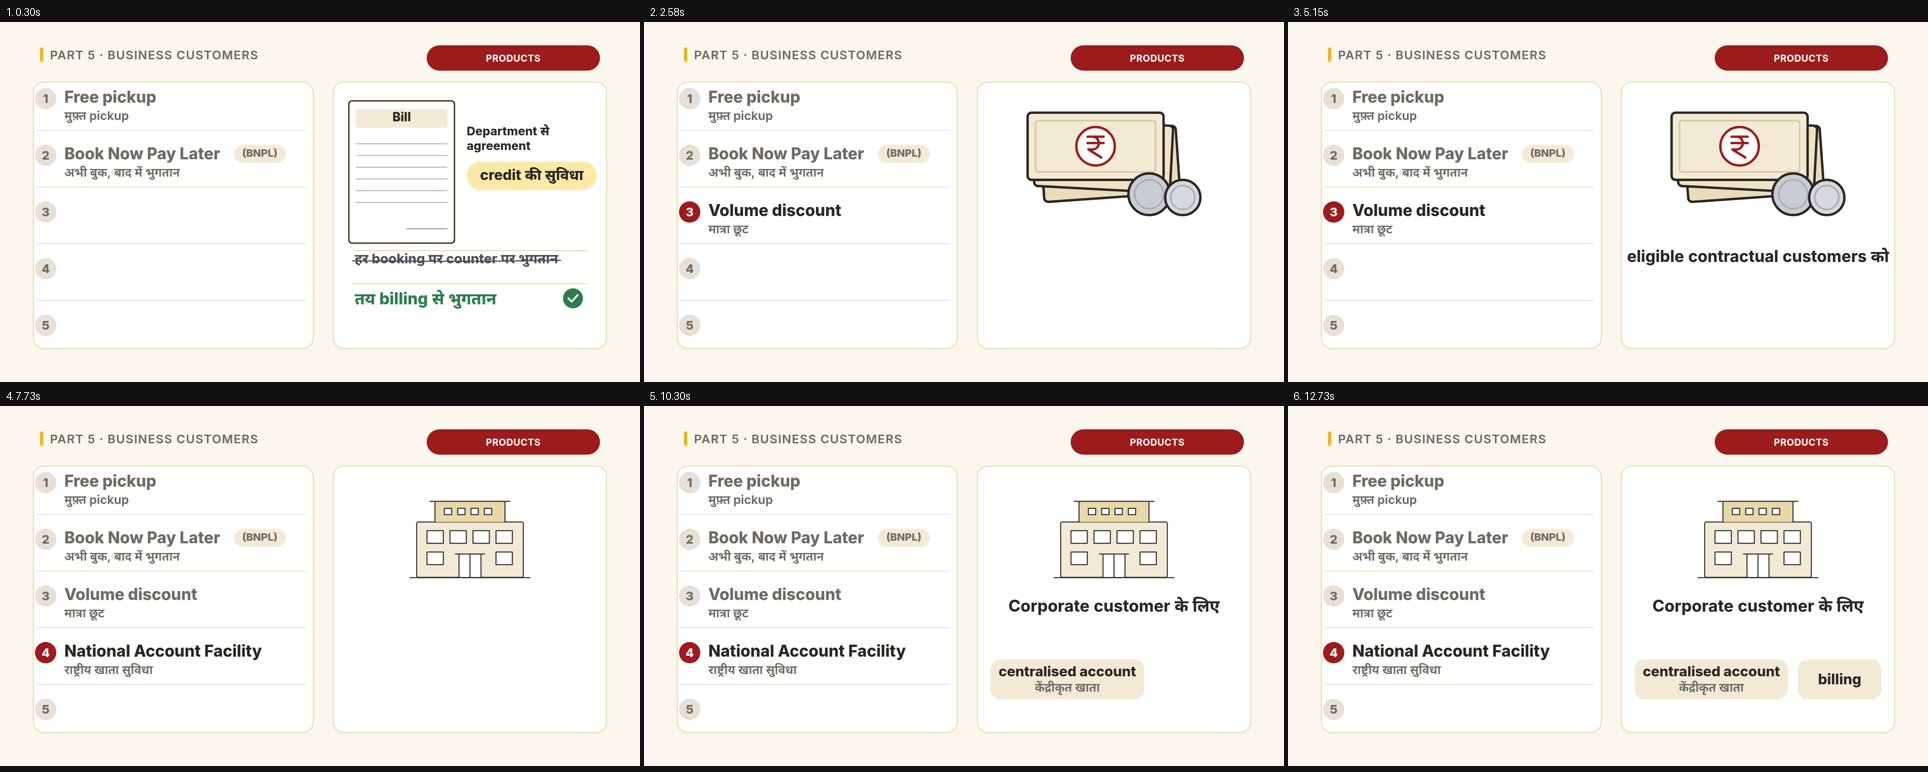 1. 0.30s
PART 5 · BUSINESS CUSTOMERS
PRODUCTS
1
Free pickup
मुफ़्त pickup
2
Book Now Pay Later (BNPL)
अभी बुक, बाद में भुगतान
3
4
5
Bill
Department से
agreement
credit की सुविधा
हर booking पर counter पर भुगतान
तय billing से भुगतान
2. 2.58s
PART 5 · BUSINESS CUSTOMERS
PRODUCTS
1
Free pickup
मुफ़्त pickup
2
Book Now Pay Later (BNPL)
अभी बुक, बाद में भुगतान
3
Volume discount
मात्रा छूट
4
5
₹
3. 5.15s
PART 5 · BUSINESS CUSTOMERS
PRODUCTS
1
Free pickup
मुफ़्त pickup
2
Book Now Pay Later (BNPL)
अभी बुक, बाद में भुगतान
3
Volume discount
मात्रा छूट
4
5
₹
eligible contractual customers को
4. 7.73s
PART 5 · BUSINESS CUSTOMERS
PRODUCTS
1
Free pickup
मुफ़्त pickup
2
Book Now Pay Later (BNPL)
अभी बुक, बाद में भुगतान
3
Volume discount
मात्रा छूट
4
National Account Facility
राष्ट्रीय खाता सुविधा
5
5. 10.30s
PART 5 · BUSINESS CUSTOMERS
PRODUCTS
1
Free pickup
मुफ़्त pickup
2
Book Now Pay Later (BNPL)
अभी बुक, बाद में भुगतान
3
Volume discount
मात्रा छूट
4
National Account Facility
राष्ट्रीय खाता सुविधा
5
Corporate customer के लिए
centralised account
केंद्रीकृत खाता
6. 12.73s
PART 5 · BUSINESS CUSTOMERS
PRODUCTS
1
Free pickup
मुफ़्त pickup
2
Book Now Pay Later (BNPL)
अभी बुक, बाद में भुगतान
3
Volume discount
मात्रा छूट
4
National Account Facility
राष्ट्रीय खाता सुविधा
5
Corporate customer के लिए
centralised account
केंद्रीकृत खाता
billing